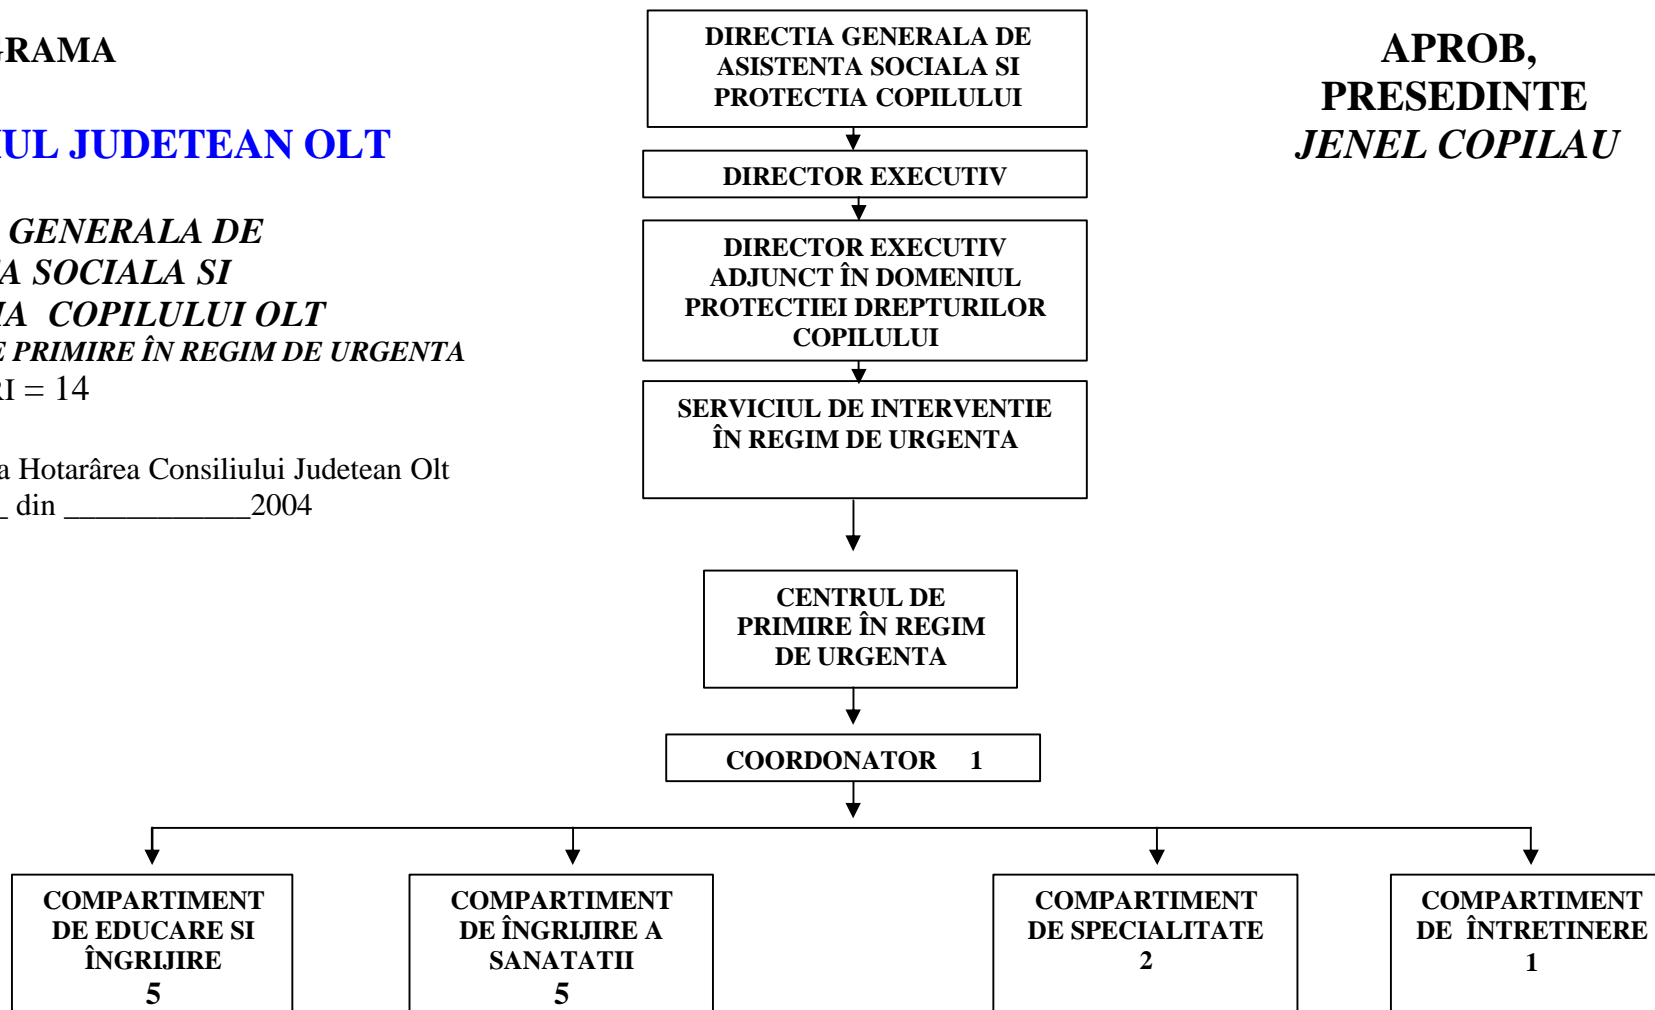 GRAMA
IUL JUDETEAN OLT
GENERALA DE
TA SOCIALA SI
IA COPILULUI OLT
E PRIMIRE ÎN REGIM DE URGENTA
RI = 14
a Hotarârea Consiliului Judetean Olt
_ din ____________2004
DIRECTIA GENERALA DE
ASISTENTA SOCIALA SI
PROTECTIA COPILULUI
APROB,
PRESEDINTE
JENEL COPILAU
DIRECTOR EXECUTIV
DIRECTOR EXECUTIV
ADJUNCT ÎN DOMENIUL
PROTECTIEI DREPTURILOR
COPILULUI
SERVICIUL DE INTERVENTIE
ÎN REGIM DE URGENTA
CENTRUL DE
PRIMIRE ÎN REGIM
DE URGENTA
COORDONATOR 1
COMPARTIMENT
DE EDUCARE SI
ÎNGRIJIRE
5
COMPARTIMENT
DE ÎNGRIJIRE A
SANATATII
5
COMPARTIMENT
DE SPECIALITATE
2
COMPARTIMENT
DE ÎNTRETINERE
1